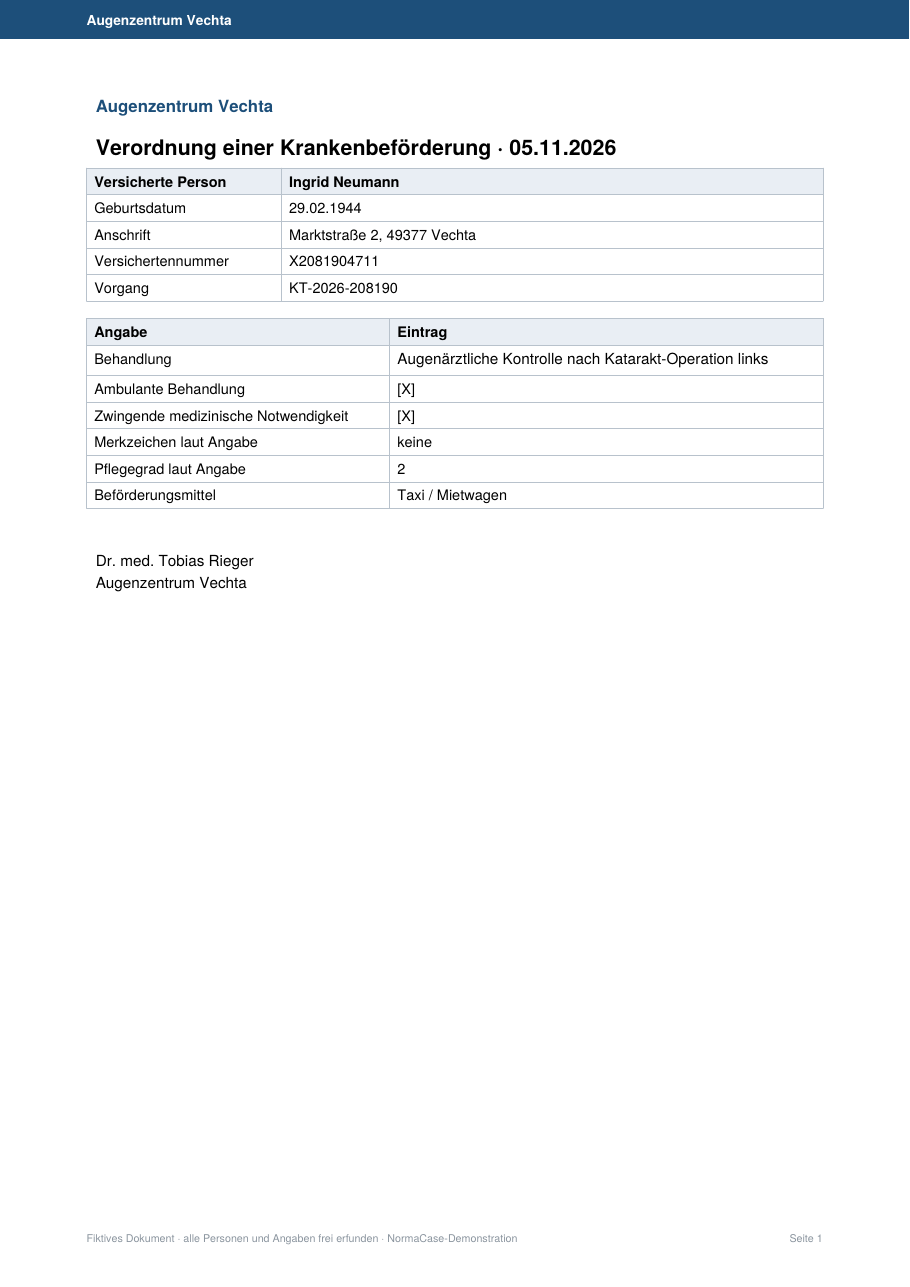 Augenzentrum Vechta
Augenzentrum Vechta
Verordnung einer Krankenbeförderung · 05.11.2026
Versicherte Person Ingrid Neumann
Geburtsdatum 29.02.1944
Anschrift Marktstraße 2, 49377 Vechta
Versichertennummer X2081904711
Vorgang KT-2026-208190
Angabe Eintrag
Behandlung Augenärztliche Kontrolle nach Katarakt-Operation links
Ambulante Behandlung [X]
Zwingende medizinische Notwendigkeit [X]
Merkzeichen laut Angabe keine
Pflegegrad laut Angabe 2
Beförderungsmittel Taxi / Mietwagen
Dr. med. Tobias Rieger
Augenzentrum Vechta
Fiktives Dokument · alle Personen und Angaben frei erfunden · NormaCase-Demonstration Seite 1